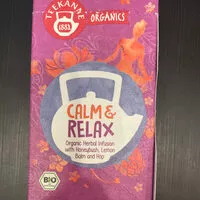 TEEKANNE
1882
ORGANICS
CALM &
RELAX
Organic Herbal Infusion
with Honeybush, Lemon
Balm and Hop
BIO